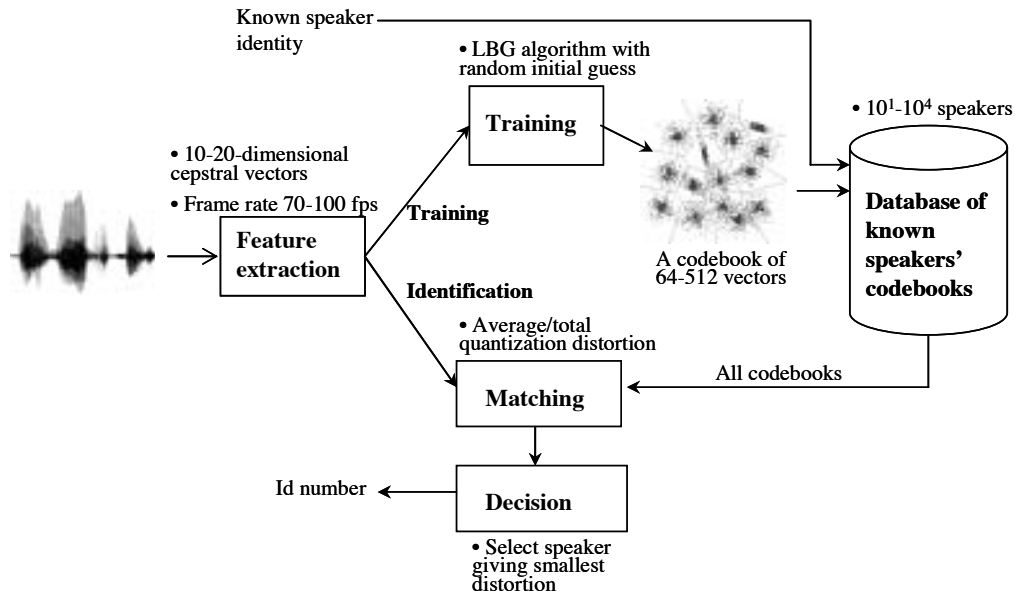 Known speaker
identity
• LBG algorithm with
random initial guess
Training
• 10¹-10⁴ speakers
• 10-20-dimensional
cepstral vectors
• Frame rate 70-100 fps
Training
Feature
extraction
A codebook of
64-512 vectors
Database of
known
speakers’
codebooks
Identification
• Average/total
quantization distortion
All codebooks
Matching
Id number
Decision
• Select speaker
giving smallest
distortion